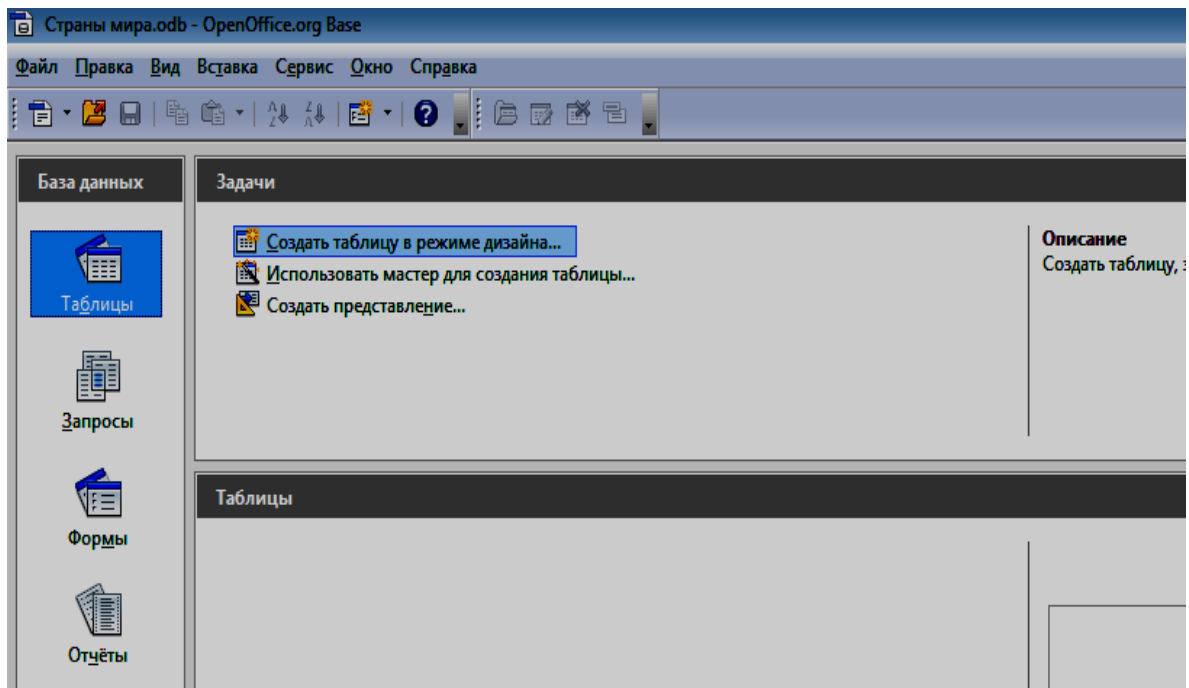 Страны мира.odb - OpenOffice.org Base
Файл Правка Вид Вставка Сервис Окно Справка
База данных
Задачи
Таблицы
Запросы
Формы
Отчёты
Создать таблицу в режиме дизайна...
Использовать мастер для создания таблицы...
Создать представление...
Описание
Создать таблицу,
Таблицы